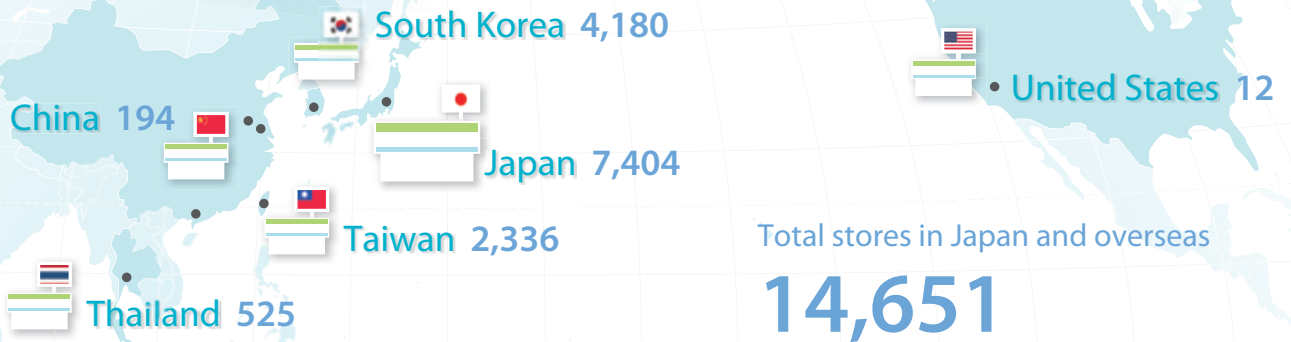 South Korea 4,180
United States 12
China 194
Japan 7,404
Taiwan 2,336
Total stores in Japan and overseas
14,651
Thailand 525